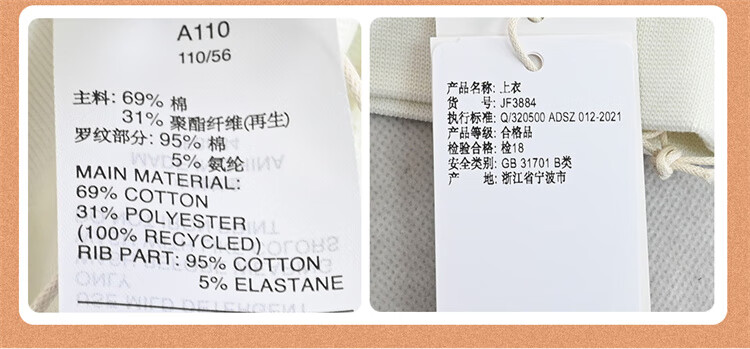 A110
110/56
主料: 69% 棉
31% 聚酯纤维(再生)
罗纹部分: 95% 棉
5% 氨纶
MAIN MATERIAL:
69% COTTON
31% POLYESTER
(100% RECYCLED)
RIB PART: 95% COTTON
5% ELASTANE
产品名称: 上衣
货 号: JF3884
执行标准: Q/320500 ADSZ 012-2021
产品等级: 合格品
检验合格: 检18
安全类别: GB 31701 B类
产 地: 浙江省宁波市